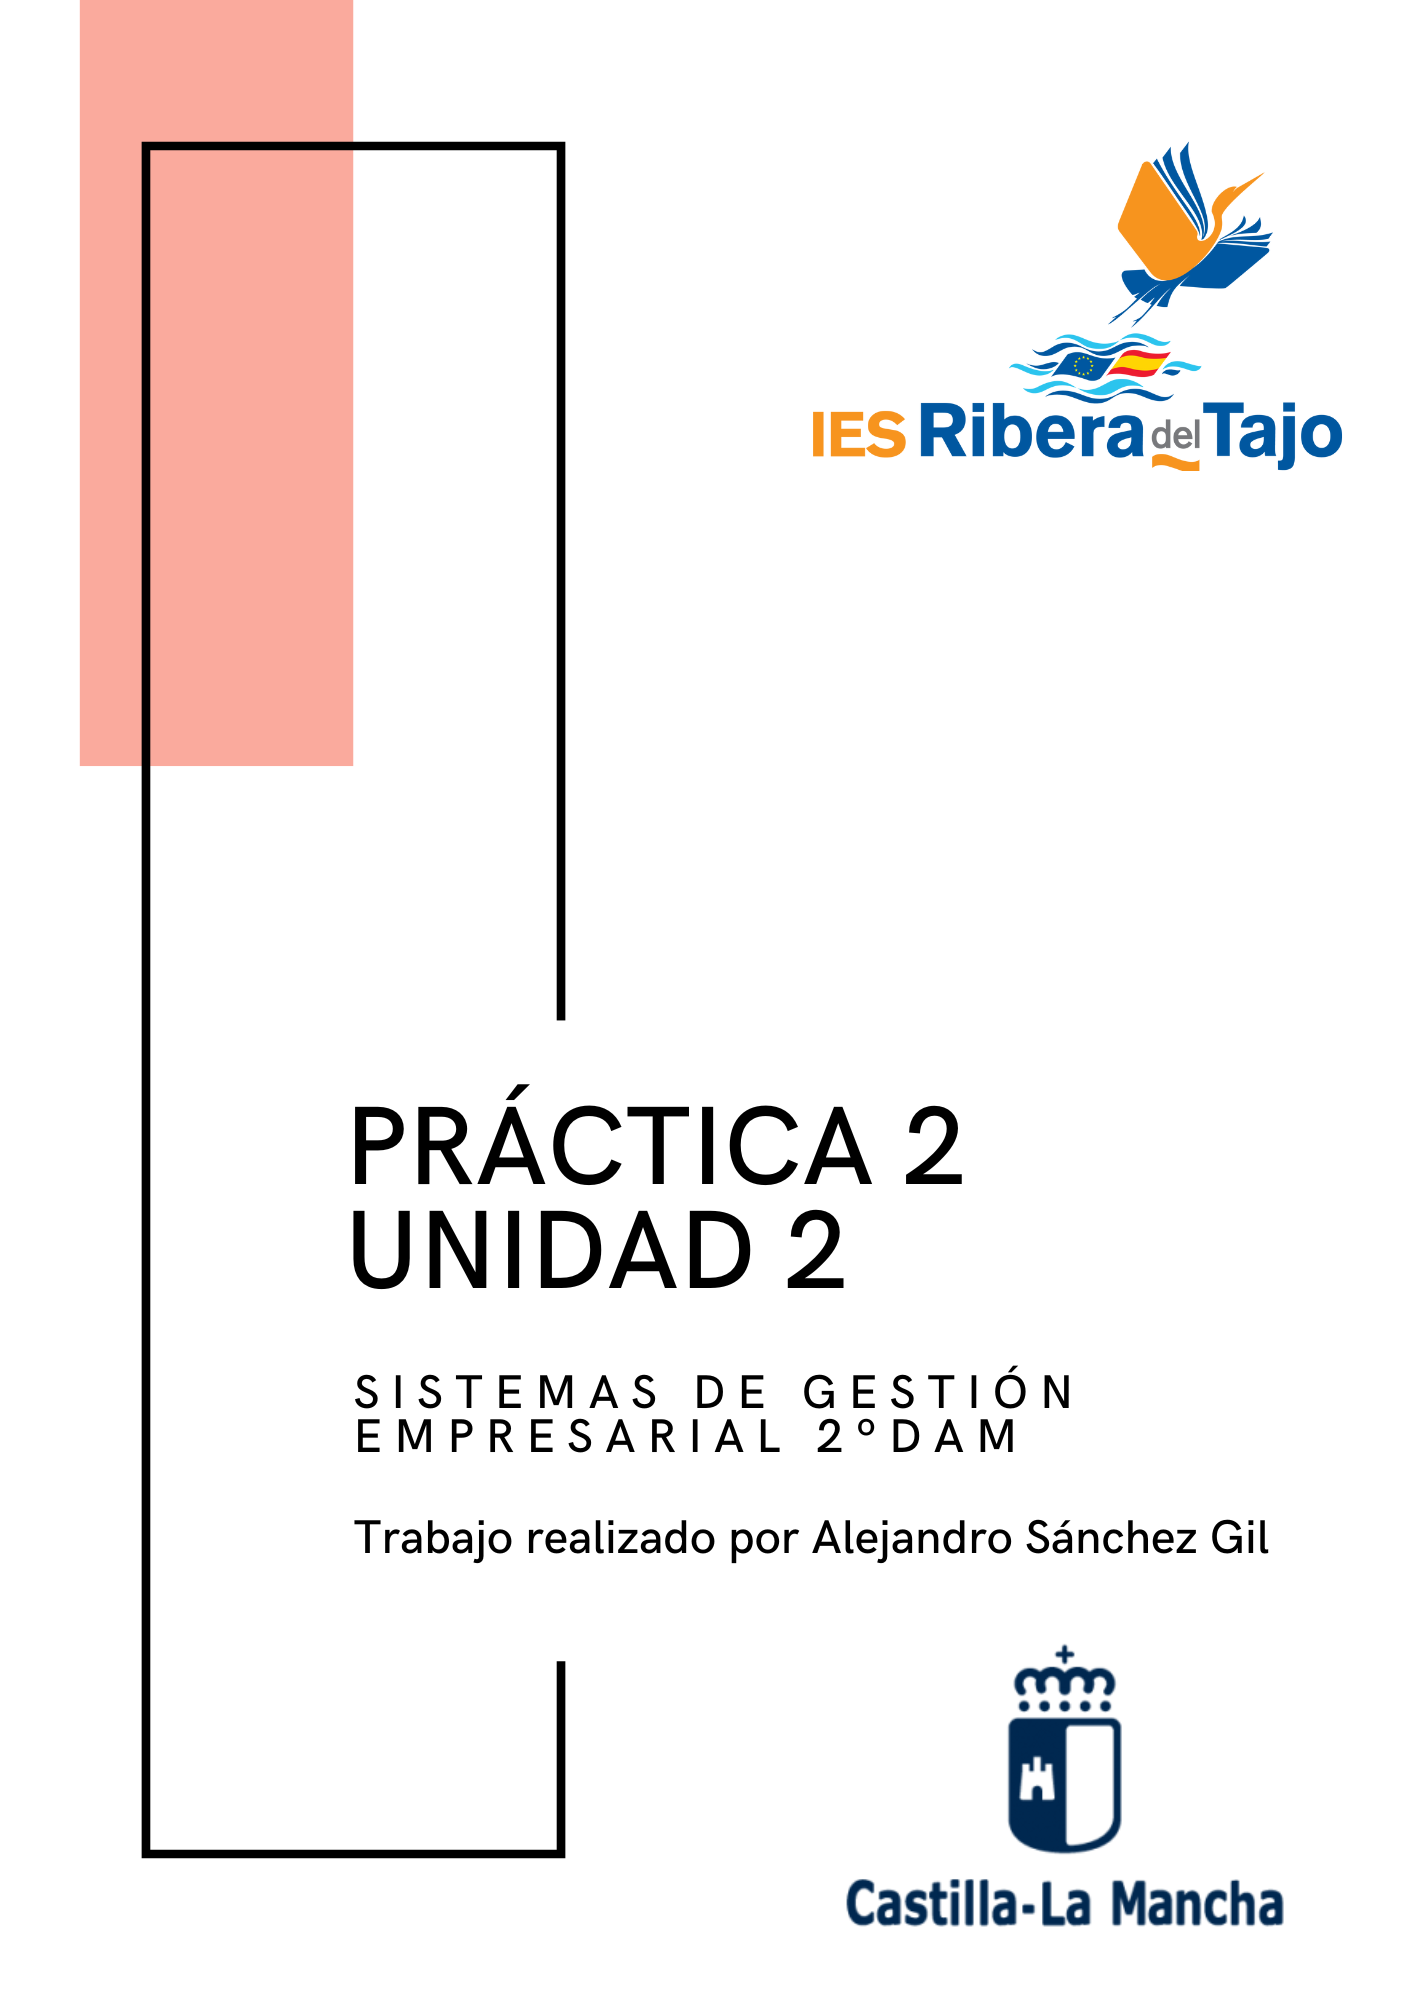 IES Ribera del Tajo
PRÁCTICA 2
UNIDAD 2
SISTEMAS DE GESTIÓN
EMPRESARIAL 2ºDAM
Trabajo realizado por Alejandro Sánchez Gil
Castilla-La Mancha